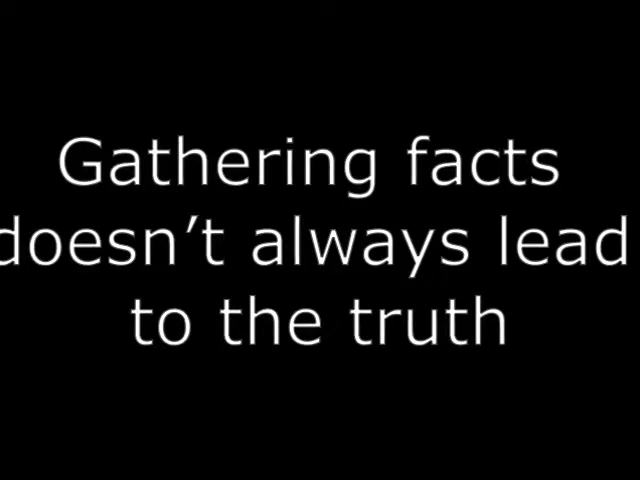 Gathering facts
doesn’t always lead
to the truth